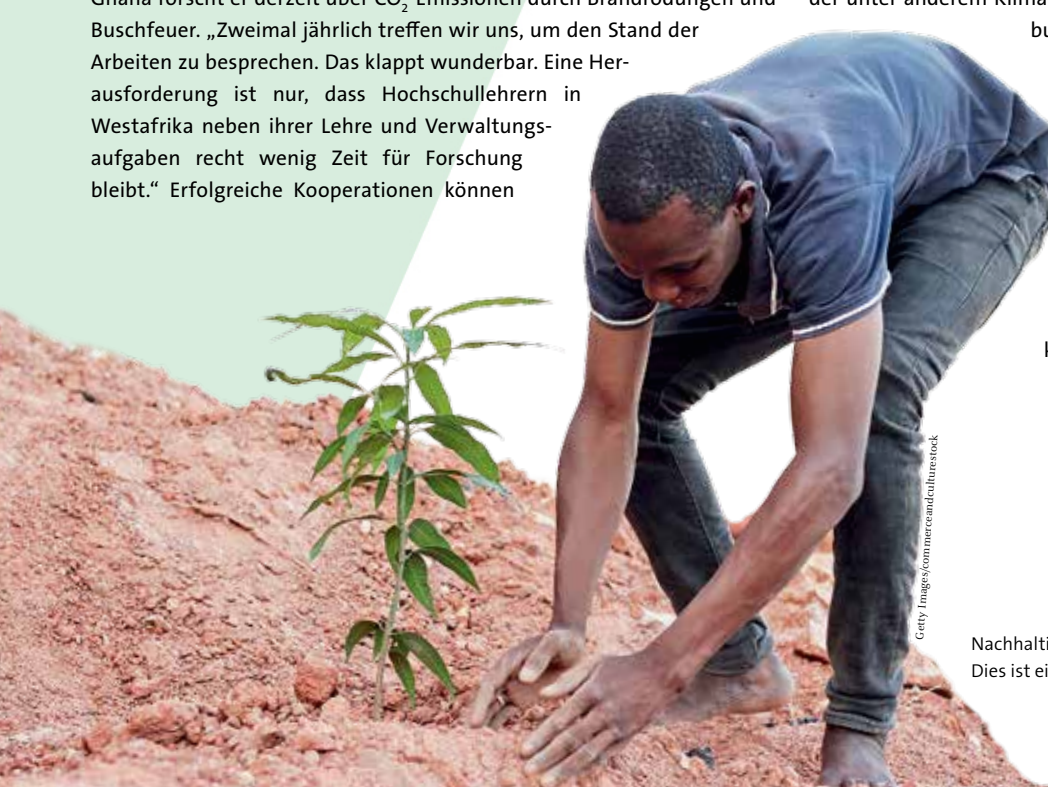 Ghana forscht er derzeit über CO₂ Emissionen durch Brandrodungen und
Buschfeuer. „Zweimal jährlich treffen wir uns, um den Stand der
Arbeiten zu besprechen. Das klappt wunderbar. Eine Her-
ausforderung ist nur, dass Hochschullehrern in
Westafrika neben ihrer Lehre und Verwaltungs-
aufgaben recht wenig Zeit für Forschung
bleibt.“ Erfolgreiche Kooperationen können
der unter anderem Klima
bu
k
Getty Images/commerceandculturestock
Nachhalti
Dies ist ei